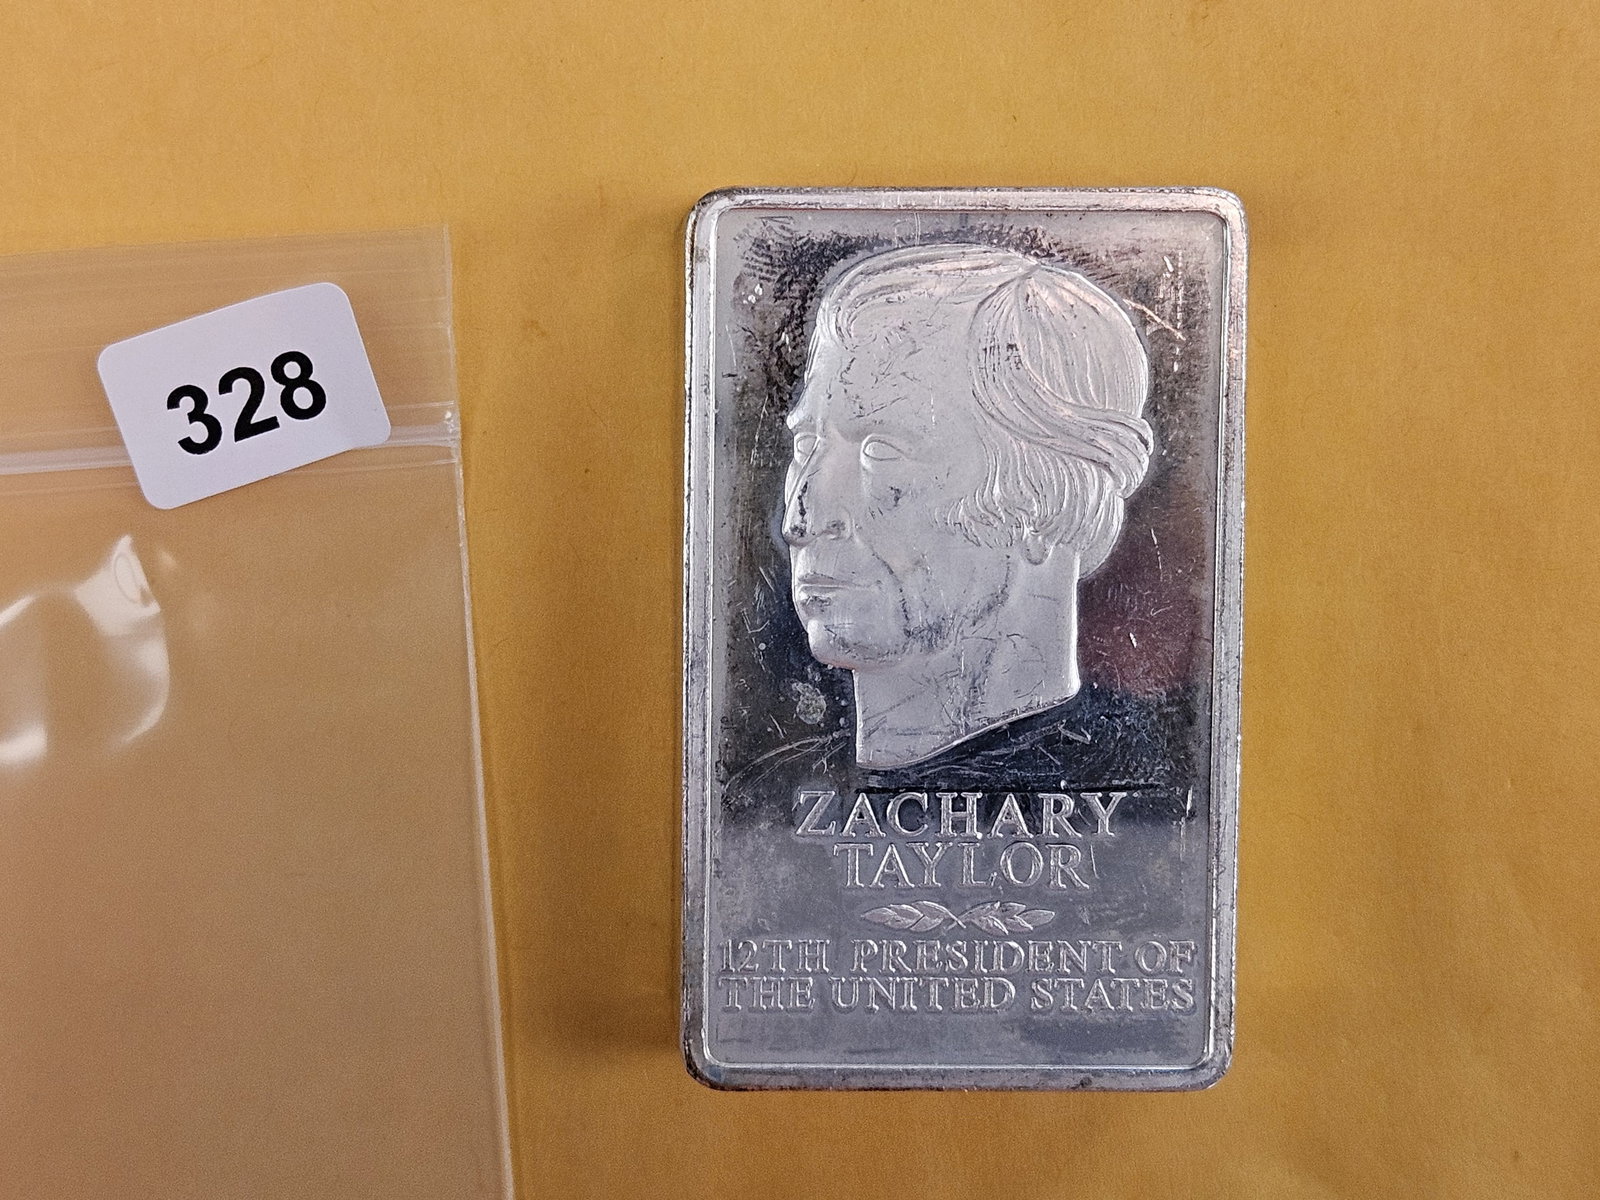 328
ZACHARY
TAYLOR
12TH PRESIDENT OF
THE UNITED STATES